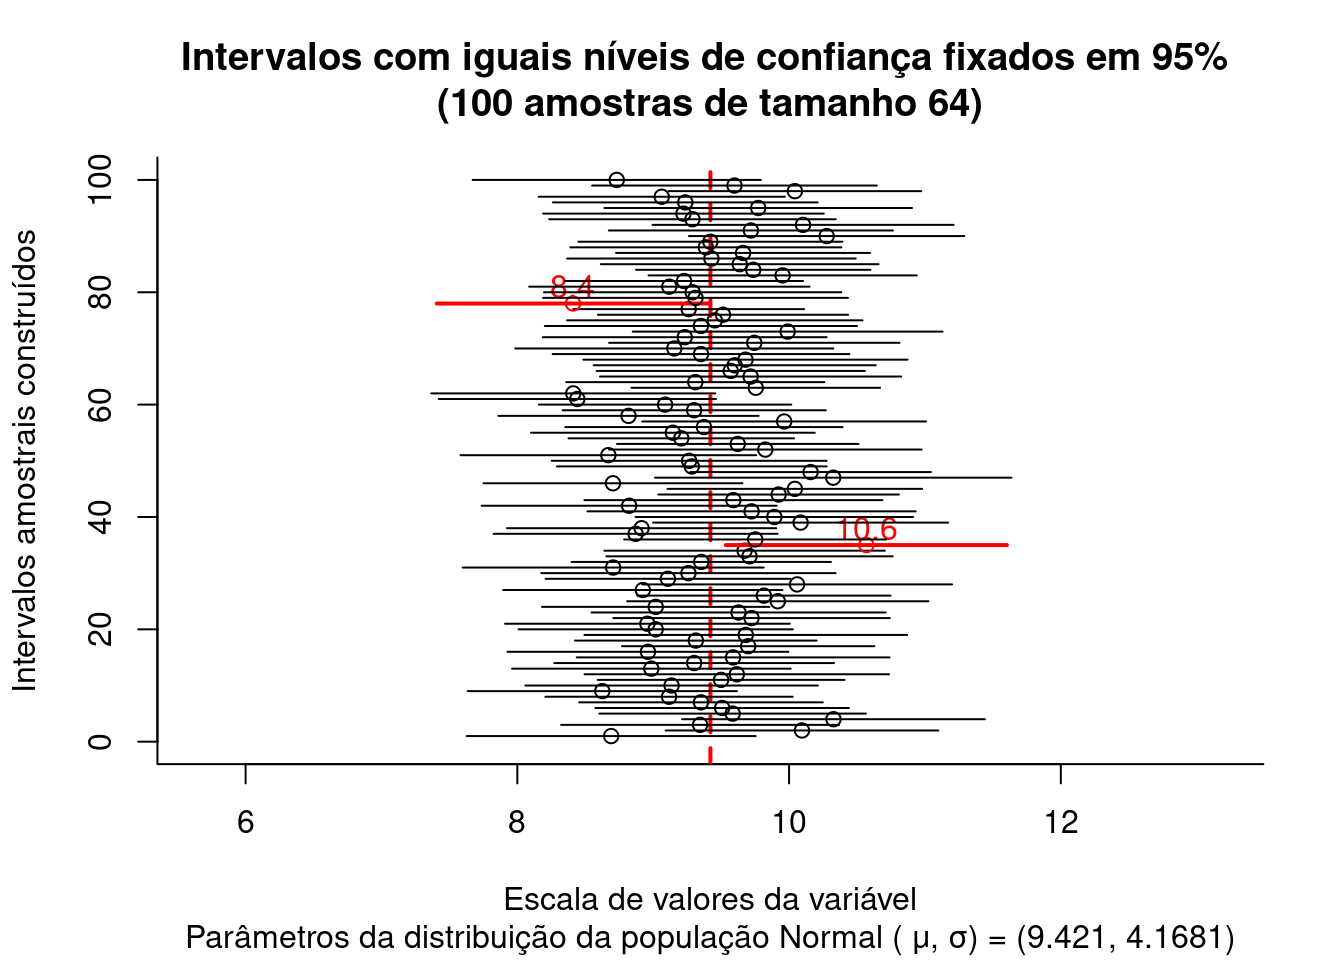 Intervalos com iguais níveis de confiança fixados em 95%
(100 amostras de tamanho 64)
Intervalos amostrais construídos
100
80
60
40
20
0
8.4
10.6
6 8 10 12
Escala de valores da variável
Parâmetros da distribuição da população Normal ( μ, σ) = (9.421, 4.1681)